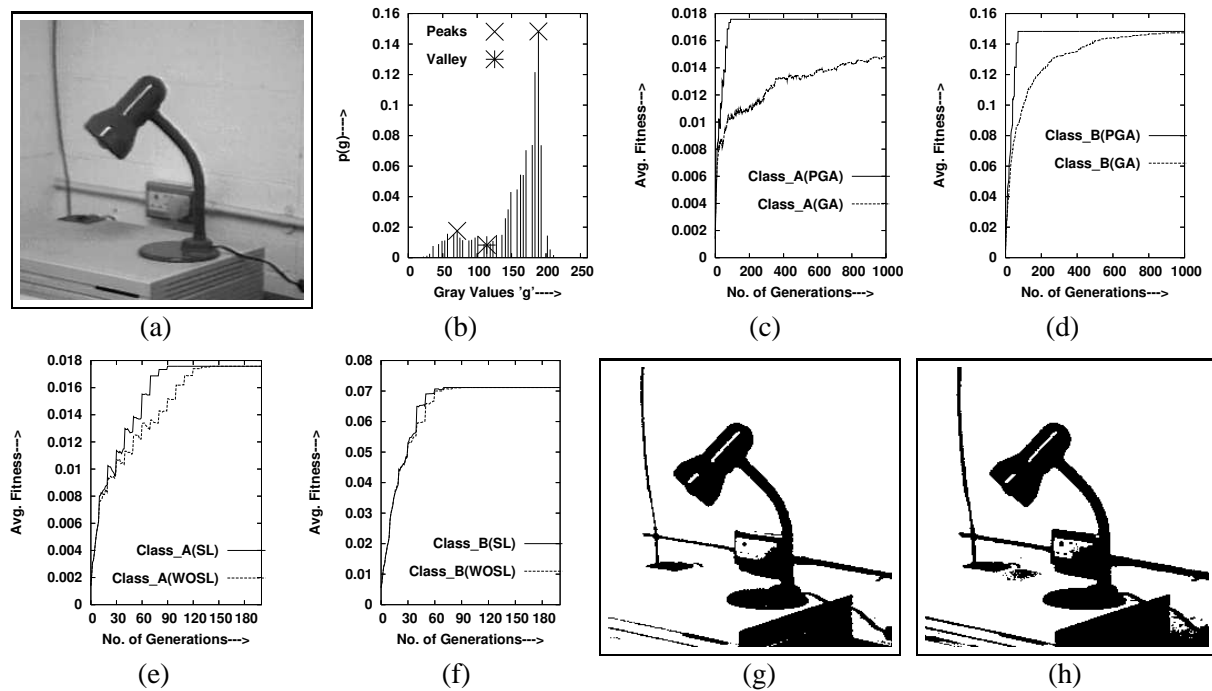 (a)
0.16
0.14
0.12
0.1
0.08
0.06
0.04
0.02
0
p(g)---->
Peaks
Valley
0 50 100 150 200 250
Gray Values 'g'---->
(b)
0.018
0.016
0.014
0.012
0.01
0.008
0.006
0.004
0.002
0
Avg. Fitness--->
Class_A(PGA)
Class_A(GA)
0 200 400 600 800 1000
No. of Generations--->
(c)
0.16
0.14
0.12
0.1
0.08
0.06
0.04
0.02
0
Avg. Fitness--->
Class_B(PGA)
Class_B(GA)
0 200 400 600 800 1000
No. of Generations--->
(d)
0.018
0.016
0.014
0.012
0.01
0.008
0.006
0.004
0.002
0
Avg. Fitness--->
Class_A(SL)
Class_A(WOSL)
0 30 60 90 120 150 180
No. of Generations--->
(e)
0.08
0.07
0.06
0.05
0.04
0.03
0.02
0.01
0
Avg. Fitness--->
Class_B(SL)
Class_B(WOSL)
0 30 60 90 120 150 180
No. of Generations--->
(f)
(g)
(h)